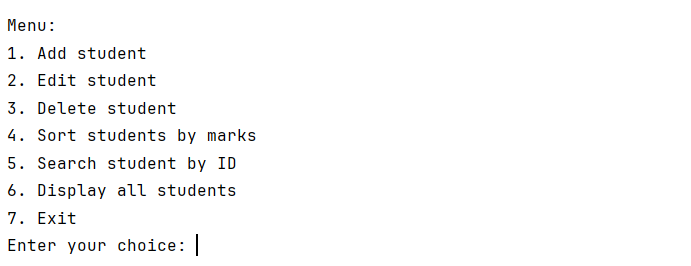 Menu:
1. Add student
2. Edit student
3. Delete student
4. Sort students by marks
5. Search student by ID
6. Display all students
7. Exit
Enter your choice: